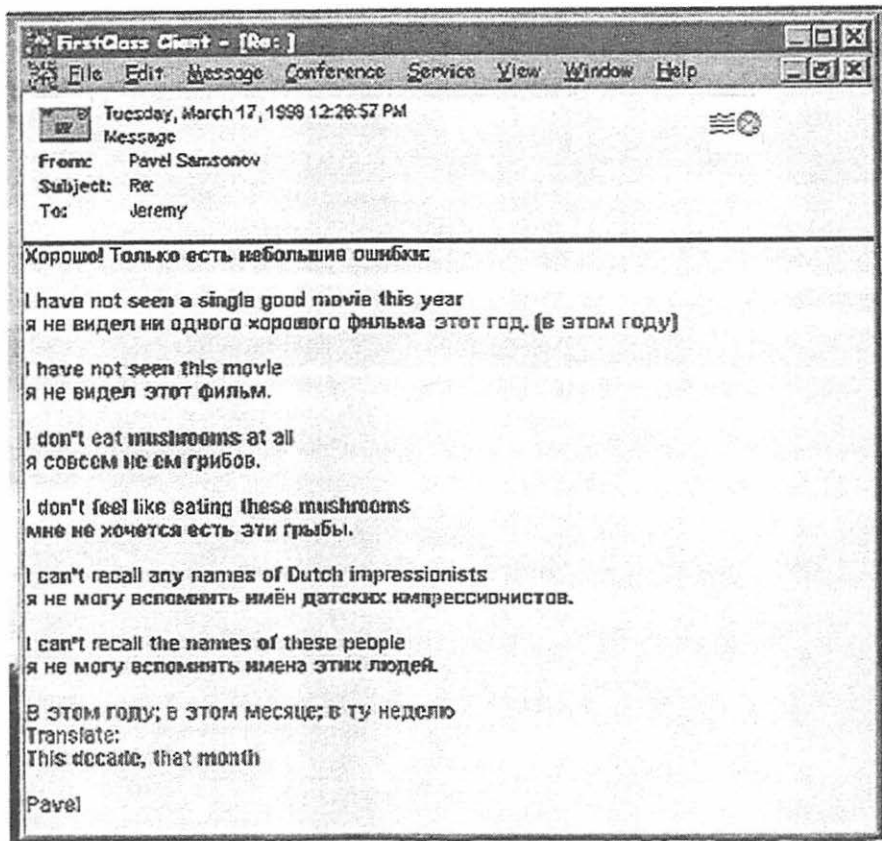 FirstClass Client - [Re: ]
File Edit Message Conference Service View Window Help
Tuesday, March 17, 1998 12:26:57 PM
Message
From: Pavel Samsonov
Subject: Re:
To: Jeremy
Хорошо! Только есть небольшие ошибки:
I have not seen a single good movie this year
я не видел ни одного хорошого фильма этот год. (в этом году)
I have not seen this movie
я не видел этот фильм.
I don't eat mushrooms at all
я совсем не ем грибов.
I don't feel like eating these mushrooms
мне не хочется есть эти грыбы.
I can't recall any names of Dutch impressionists
я не могу вспомнить имён датских импрессионистов.
I can't recall the names of these people
я не могу вспомнить имена этих людей.
В этом году; в этом месяце; в ту неделю
Translate:
This decade, that month
Pavel